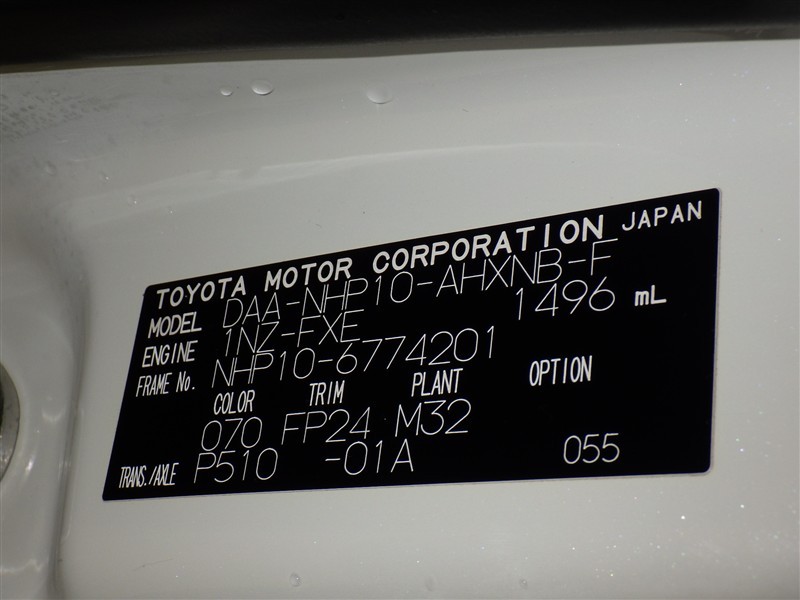 TOYOTA MOTOR CORPORATION JAPAN
MODEL DAA-NHP10-AHXNB-F
ENGINE 1NZ-FXE 1496 mL
FRAME No. NHP10-6774201
COLOR TRIM PLANT OPTION
070 FP24 M32
TRANS./AXLE P510 -01A 055